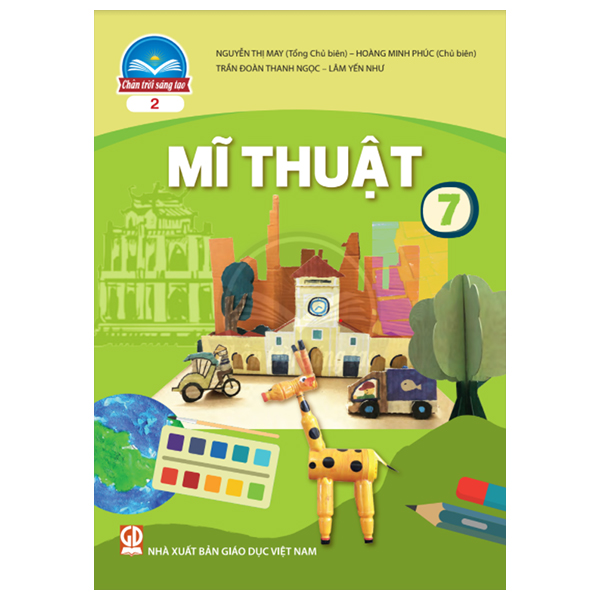 NGUYỄN THỊ MAY (Tổng Chủ biên) – HOÀNG MINH PHÚC (Chủ biên)
TRẦN ĐOÀN THANH NGỌC – LÂM YẾN NHƯ
Chân trời sáng tạo
2
MĨ THUẬT
7
GD
NHÀ XUẤT BẢN GIÁO DỤC VIỆT NAM